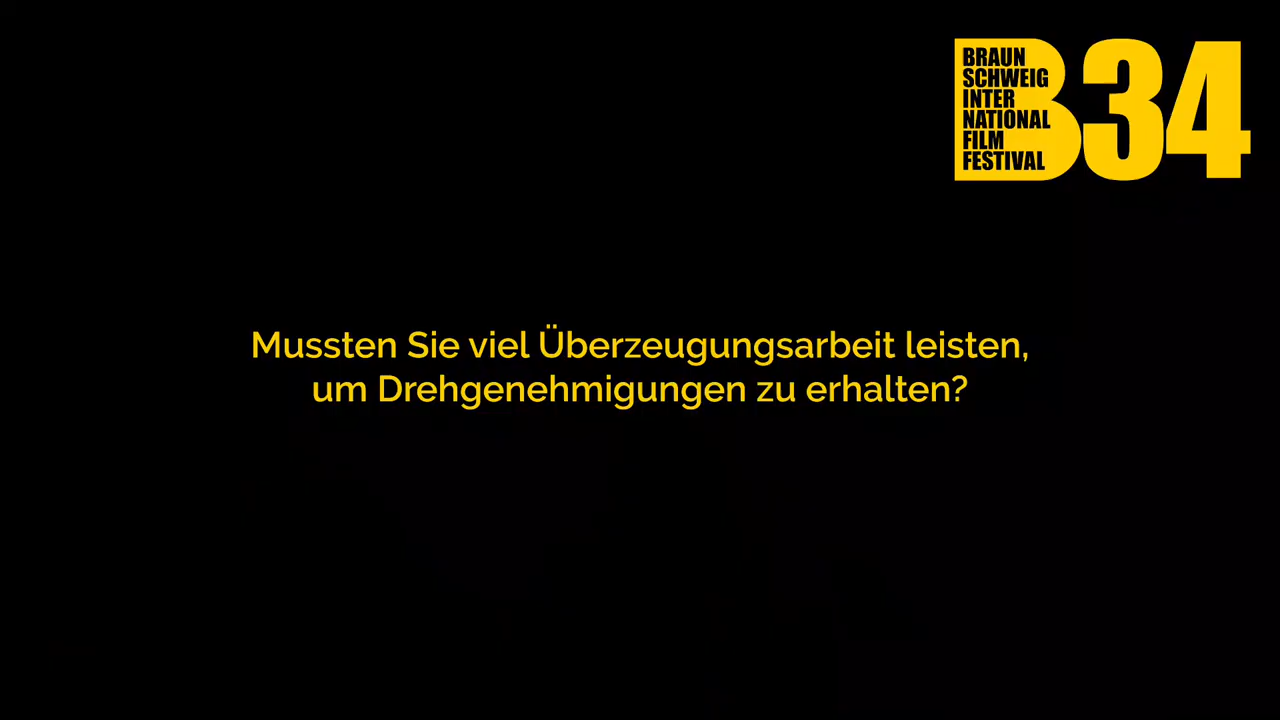 BRAUN
SCHWEIG
INTER
NATIONAL
FILM
FESTIVAL
B34
Mussten Sie viel Überzeugungsarbeit leisten,
um Drehgenehmigungen zu erhalten?